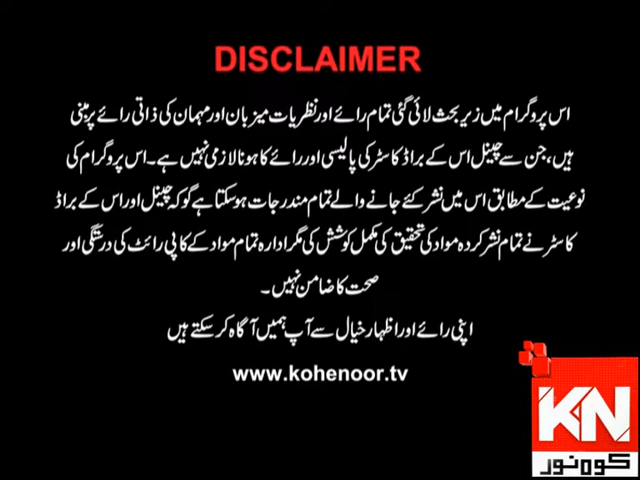 DISCLAIMER
اس پروگرام میں زیر بحث لائی گئی تمام رائے اور نظریات میزبان اور مہمان کی ذاتی رائے پر مبنی
ہیں، جن سے چینل اس کے براڈ کاسٹر کی پالیسی اور رائے کا ہونا لازمی نہیں ہے۔ اس پروگرام کی
نوعیت کے مطابق اس میں نشر کئے جانے والے تمام مندرجات ہو سکتا ہے گو کہ چینل اور اس کے براڈ
کاسٹر نے تمام نشر کردہ مواد کی تحقیق کی مکمل کوشش کی مگر ادارہ تمام مواد کے کاپی رائٹ کی درستگی اور
صحت کا ضامن نہیں۔
اپنی رائے اور اظہار خیال سے آپ ہمیں آگاہ کر سکتے ہیں
www.kohenoor.tv
KN
کوہ نور